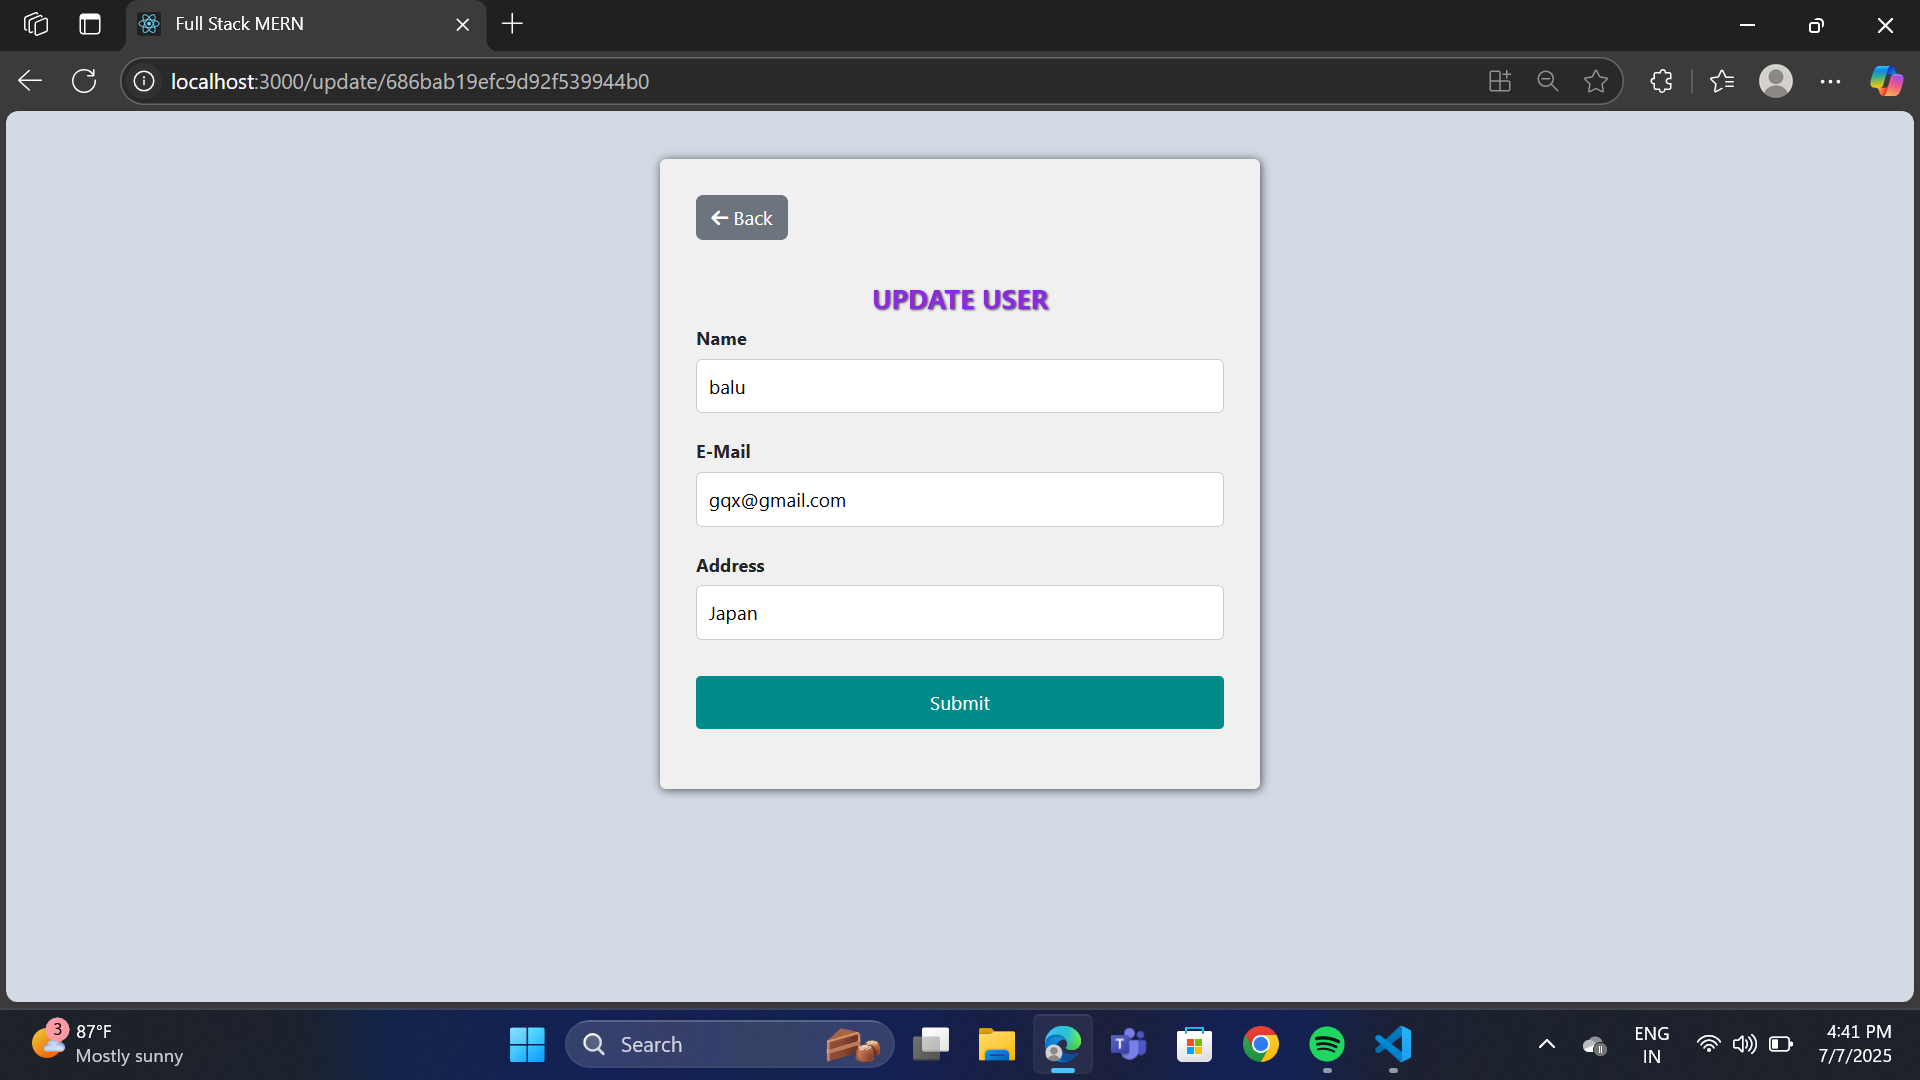 Full Stack MERN
localhost:3000/update/686bab19efc9d92f539944b0
Back
UPDATE USER
Name
balu
E-Mail
gqx@gmail.com
Address
Japan
Submit
3
87°F
Mostly sunny
Search
T
ENG
IN
4:41 PM
7/7/2025